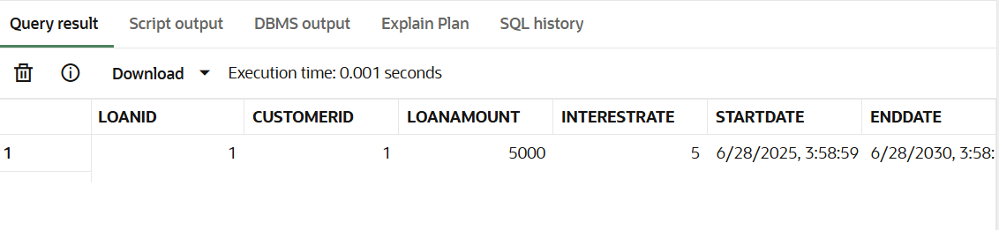 Query result Script output DBMS output Explain Plan SQL history
Download Execution time: 0.001 seconds
LOANID CUSTOMERID LOANAMOUNT INTERESTRATE STARTDATE ENDDATE
1 1 1 5000 5 6/28/2025, 3:58:59 6/28/2030, 3:58: